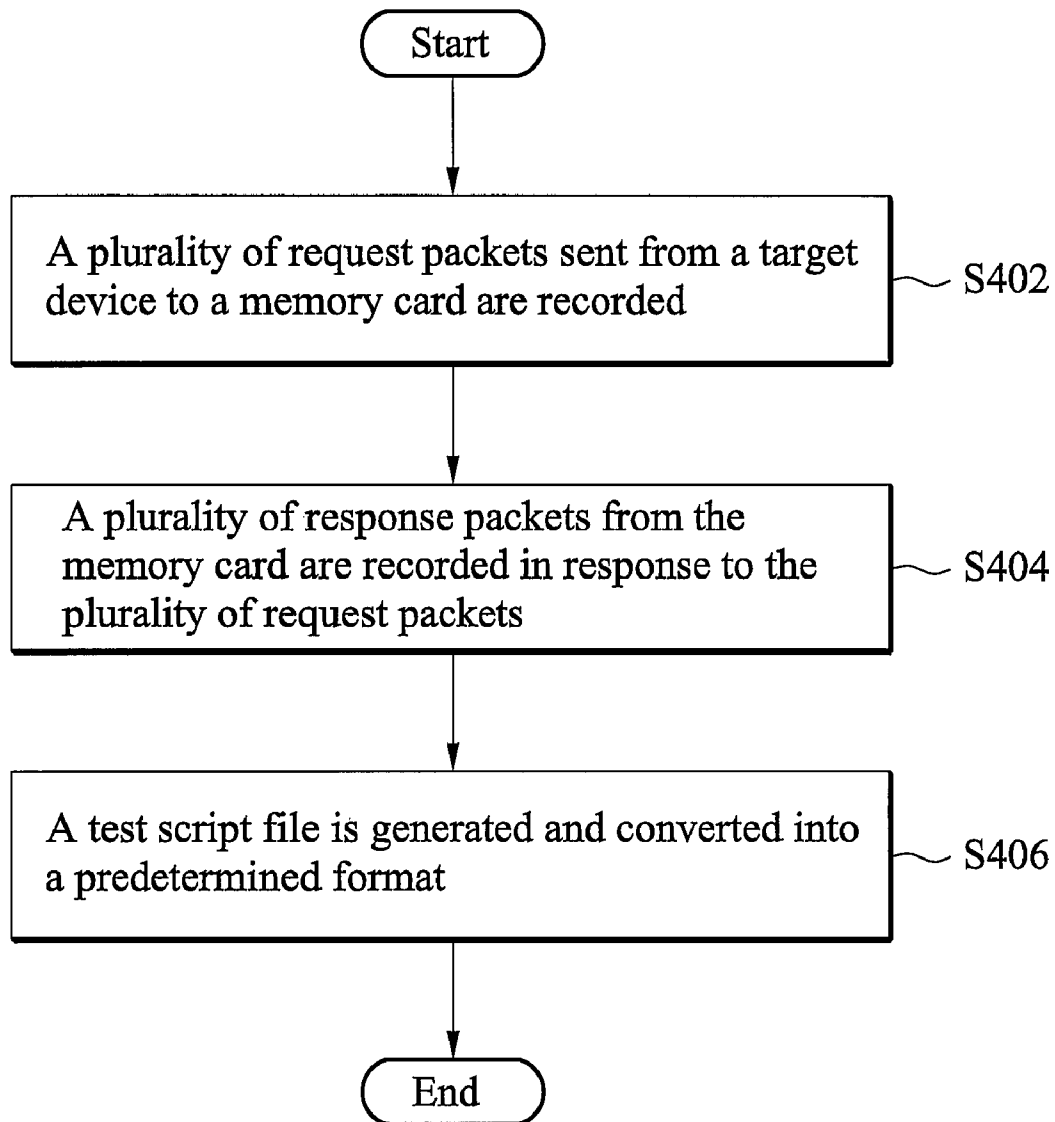 Start
A plurality of request packets sent from a target
device to a memory card are recorded
S402
A plurality of response packets from the
memory card are recorded in response to the
plurality of request packets
S404
A test script file is generated and converted into
a predetermined format
S406
End